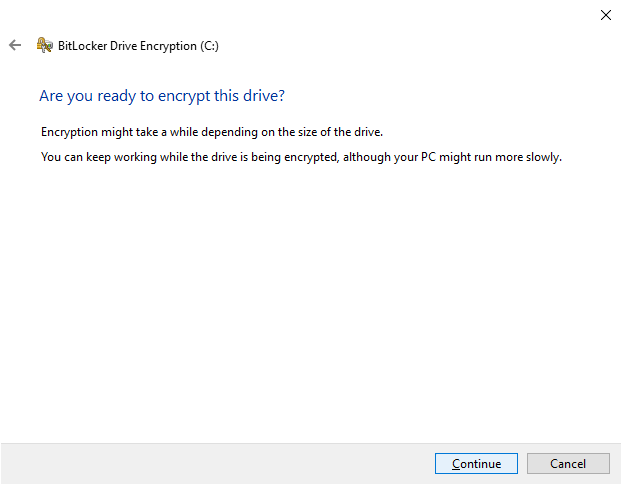 BitLocker Drive Encryption (C:)
Are you ready to encrypt this drive?
Encryption might take a while depending on the size of the drive.
You can keep working while the drive is being encrypted, although your PC might run more slowly.
Continue
Cancel